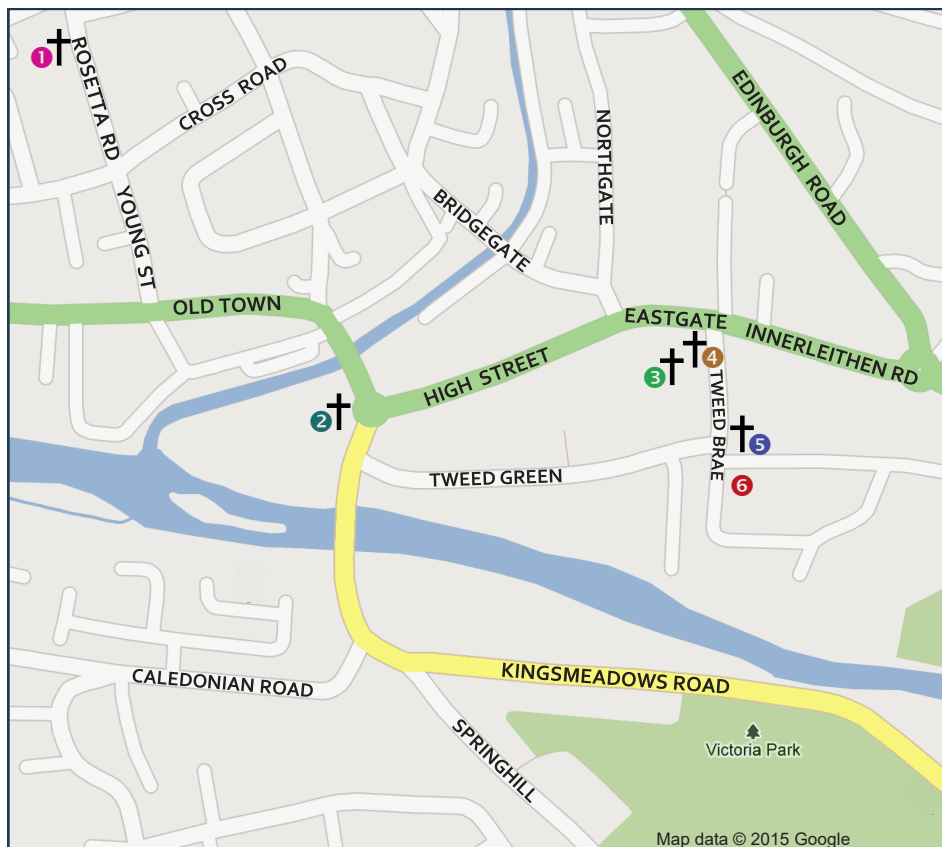 1
ROSETTA RD
CROSS ROAD
YOUNG ST
NORTHGATE
EDINBURGH ROAD
BRIDGEGATE
OLD TOWN
EASTGATE
INNERLEITHEN RD
HIGH STREET
4
3
TWEED BRAE
2
5
TWEED GREEN
6
CALEDONIAN ROAD
KINGSMEADOWS ROAD
SPRINGHILL
Victoria Park
Map data © 2015 Google